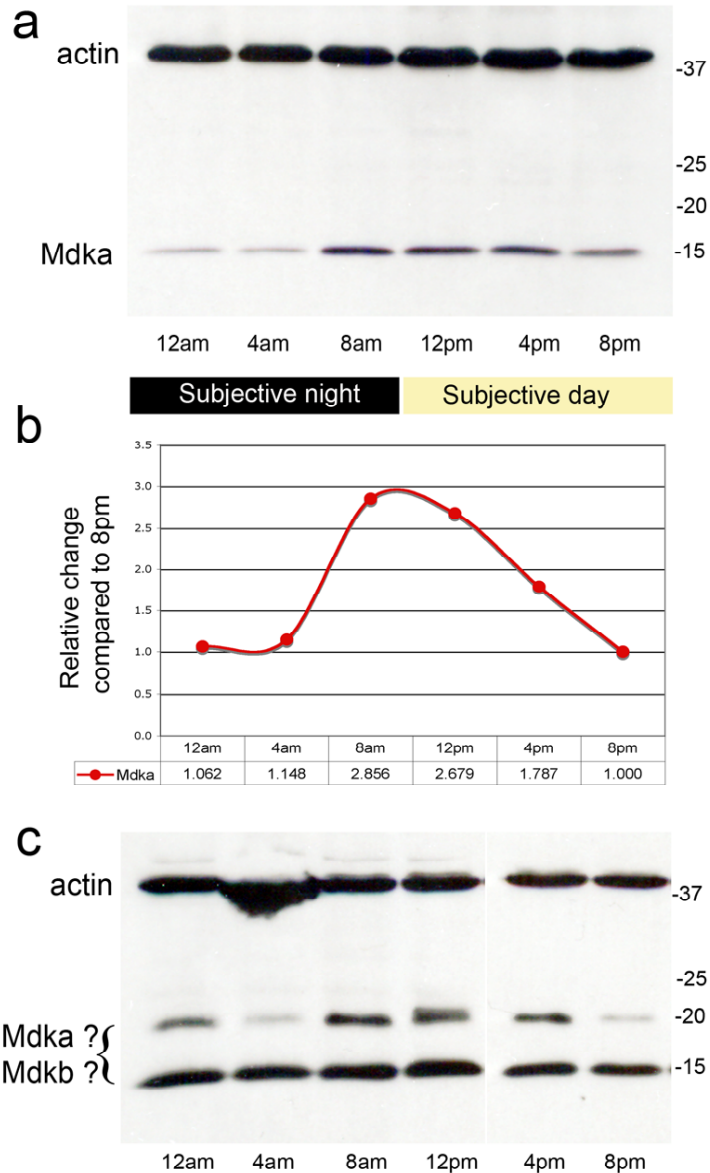 a
actin
-37
-25
-20
Mdka
-15
12am 4am 8am 12pm 4pm 8pm
Subjective night Subjective day
b
Relative change
compared to 8pm
3.5
3.0
2.5
2.0
1.5
1.0
0.5
0.0
12am 4am 8am 12pm 4pm 8pm
Mdka 1.062 1.148 2.856 2.679 1.787 1.000
c
actin
-37
-25
-20
Mdka ?
Mdkb ?
-15
12am 4am 8am 12pm 4pm 8pm